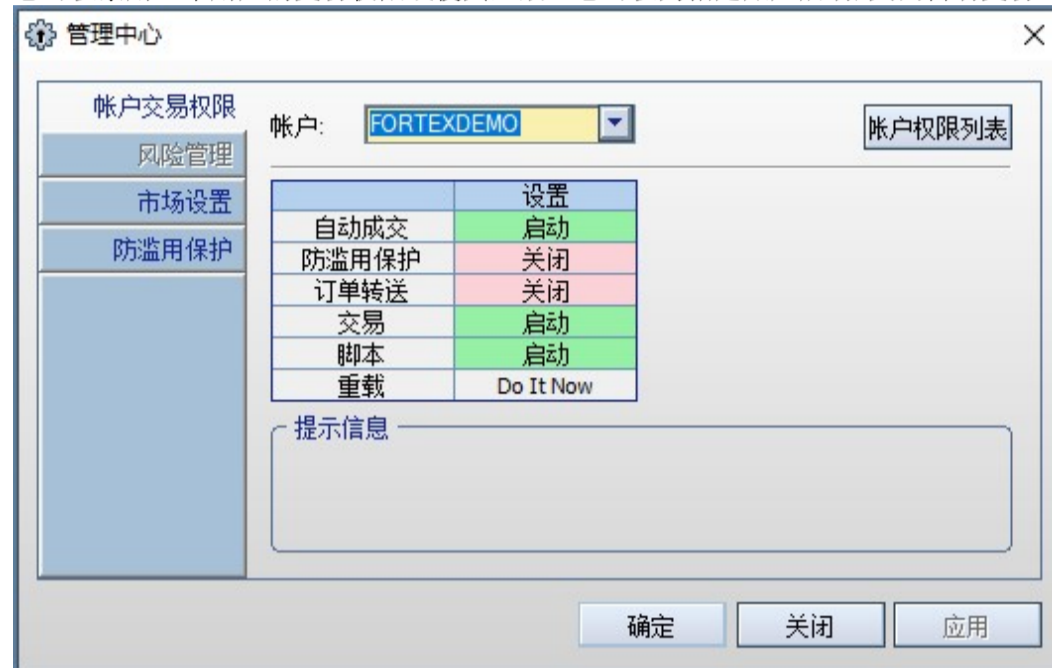 管理中心
帐户交易权限
风险管理
市场设置
防滥用保护
帐户: FORTEXDEMO
账户权限列表
设置
自动成交 启动
防滥用保护 关闭
订单转送 关闭
交易 启动
脚本 启动
重载 Do It Now
提示信息
确定 关闭 应用